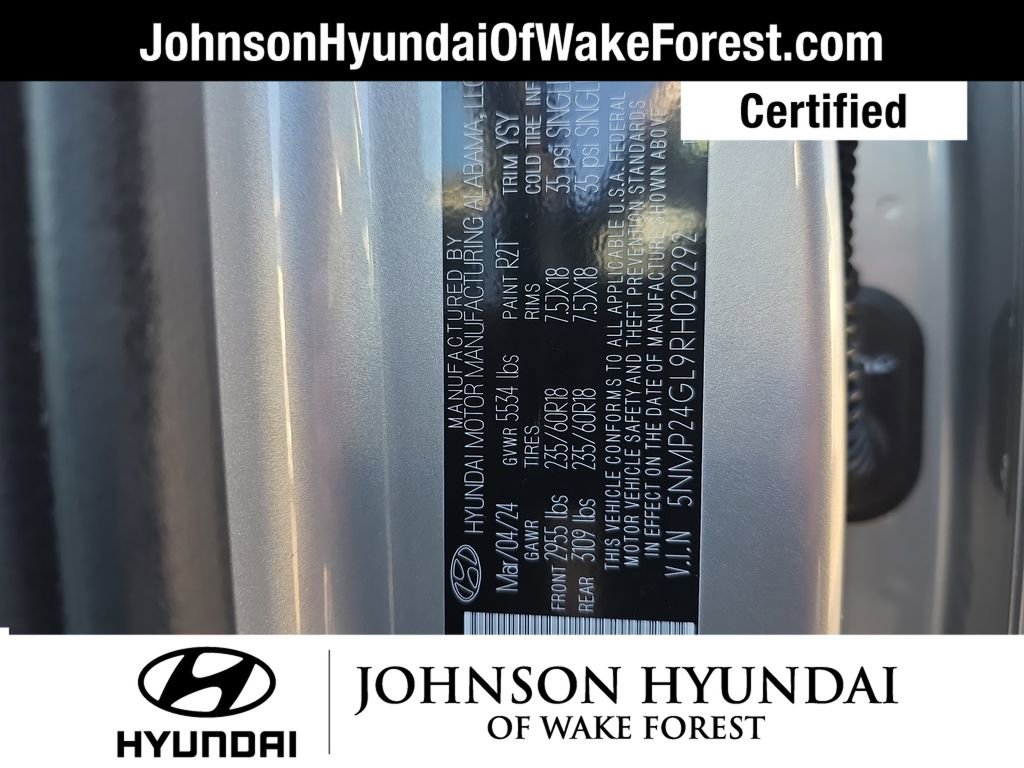 JohnsonHyundaiOfWakeForest.com
Certified
MANUFACTURED BY
HYUNDAI MOTOR MANUFACTURING ALABAMA, LLC
Mar/04/24 GVWR 5534 lbs PAINT R2T TRIM YSY
GAWR TIRES RIMS COLD TIRE INF
FRONT 2955 lbs 235/60R18 7.5JX18 35 psi SINGL
REAR 3109 lbs 235/60R18 7.5JX18 35 psi SINGL
THIS VEHICLE CONFORMS TO ALL APPLICABLE U.S.A. FEDERAL
MOTOR VEHICLE SAFETY AND THEFT PREVENTION STANDARDS
IN EFFECT ON THE DATE OF MANUFACTURE SHOWN ABOVE
V.I.N 5NMP24GL9RH020292
HYUNDAI
JOHNSON HYUNDAI
OF WAKE FOREST